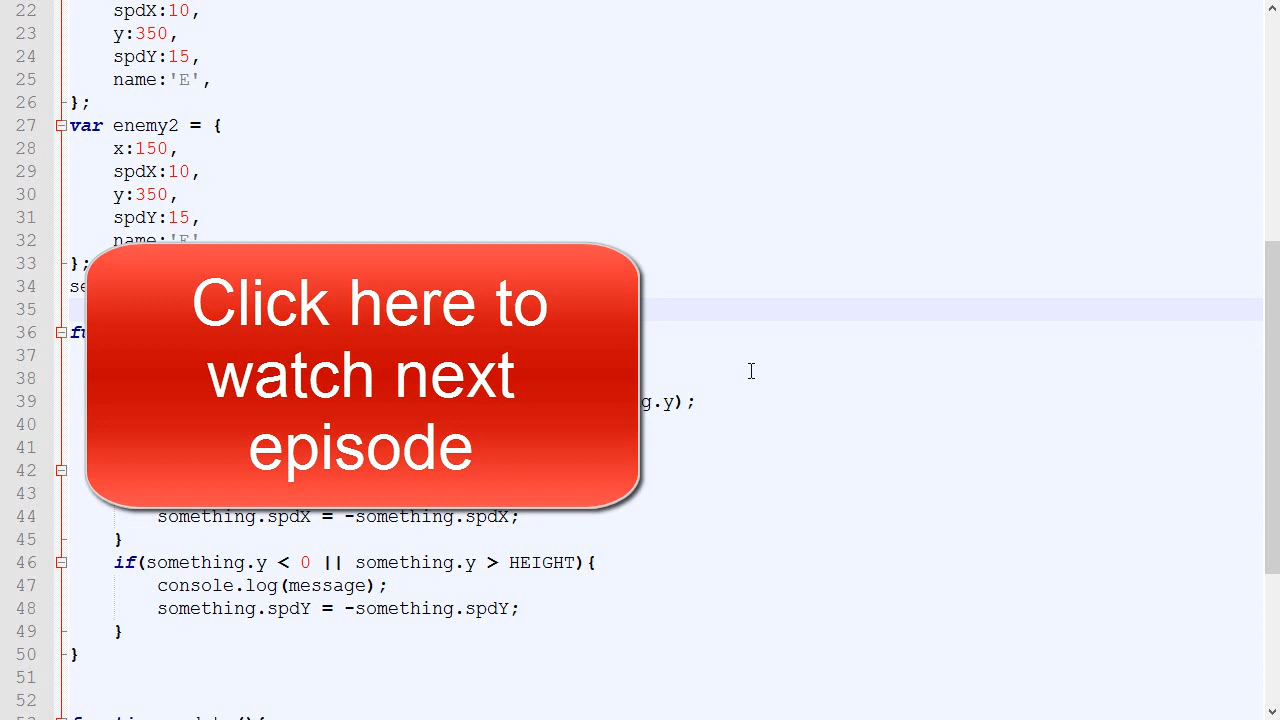 22 spdX:10,
23 y:350,
24 spdY:15,
25 name:'E',
26 };
27 var enemy2 = {
28 x:150,
29 spdX:10,
30 y:350,
31 spdY:15,
32 name:'E'
33 };
34
35
36
37
38
39 g.y);
40
41
42
43
44 something.spdX = -something.spdX;
45 }
46 if(something.y < 0 || something.y > HEIGHT){
47 console.log(message);
48 something.spdY = -something.spdY;
49 }
50 }
51
52
Click here to
watch next
episode